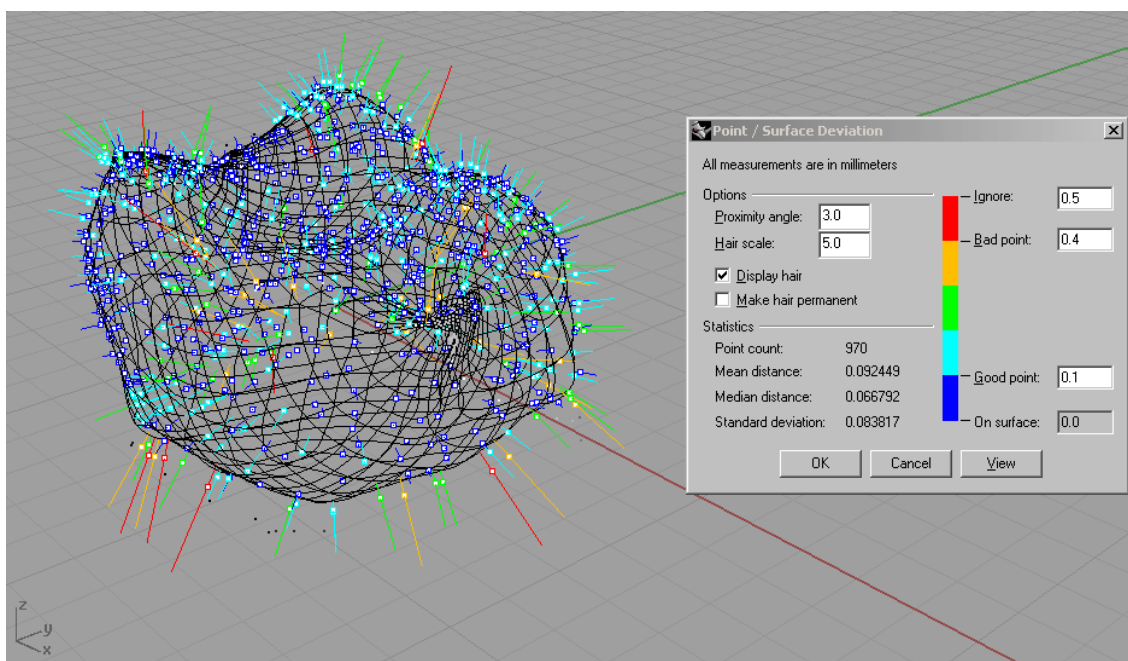 Point / Surface Deviation
All measurements are in millimeters
Options
Proximity angle: 3.0
Hair scale: 5.0
Display hair
Make hair permanent
Statistics
Point count: 970
Mean distance: 0.092449
Median distance: 0.066792
Standard deviation: 0.083817
Ignore: 0.5
Bad point: 0.4
Good point: 0.1
On surface: 0.0
OK Cancel View
z
y
x